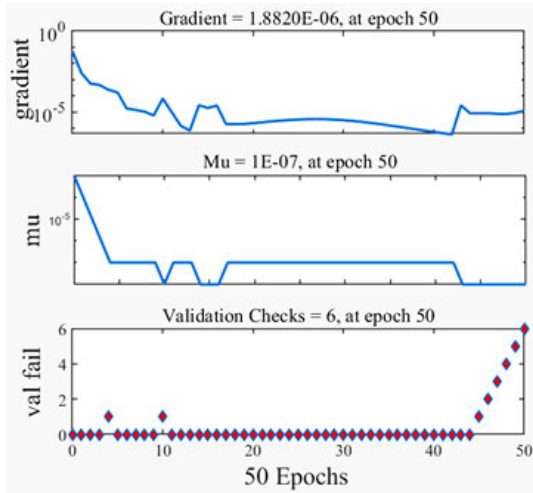 Gradient = 1.8820E-06, at epoch 50
10^0
gradient
10^-5
Mu = 1E-07, at epoch 50
10^-5
mu
Validation Checks = 6, at epoch 50
6
4
val fail
2
0
0 10 20 30 40 50
50 Epochs